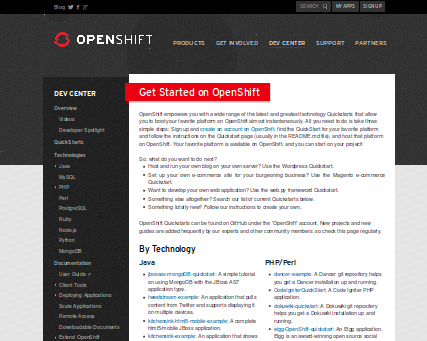 Blog
SEARCH MY APPS SIGN UP
OPENSHIFT
PRODUCTS GET INVOLVED DEV CENTER SUPPORT PARTNERS
DEV CENTER
Overview
Videos
Developer Spotlight
QuickStarts
Technologies
Java
MySQL
PHP
Perl
PostgreSQL
Ruby
Node.js
Python
MongoDB
Documentation
User Guide
Client Tools
Deploying Applications
Scale Applications
Remote Access
Downloadable Documents
Extend OpenShift
Get Started on OpenShift
OpenShift empowers you with a wide range of the latest and greatest technology Quickstarts that allow
you to boot your favorite platform on OpenShift almost instantaneously. All you need to do is take three
simple steps: Sign up and create an account on OpenShift, find the QuickStart for your favorite platform
and follow the instructions on the Quickstart page (usually in the README.md file), and host that platform
on OpenShift. Your favorite platform is available on OpenShift, and you can start on your project!
So, what do you want to do next?
Host and run your own blog on your own server? Use the Wordpress Quickstart.
Set up your own e-commerce site for your burgeoning business? Use the Magento e-commerce
Quickstart.
Want to develop your own web application? Use the web.py framework Quickstart.
Something else altogether? Search our list of current Quickstarts below.
Something totally new? Follow our instructions to create your own.
OpenShift Quickstarts can be found on GitHub under the 'OpenShift' account. New projects and new
guides are added frequently by our experts and other community members, so check this page regularly.
By Technology
Java
jbossas-mongoDB-quickstart: A simple tutorial
on using MongoDB with the JBoss AS7
application type.
tweetstream-example: An application that pulls
content from Twitter and supports displaying it
on multiple devices.
kitchensink-html5-mobile-example: A complete
html5 mobile JBoss application.
kitchensink-example: An application that shows
PHP/Perl
dancer-example: A Dancer git repository helps
you get a Dancer installation up and running.
CodeIgniterQuickStart: A Code Igniter PHP
application.
dokuwiki-quickstart: A Dokuwiki git repository
helps you get a Dokuwiki installation up and
running.
elgg-OpenShift-quickstart: An Elgg application.
Elgg is an award-winning open source social